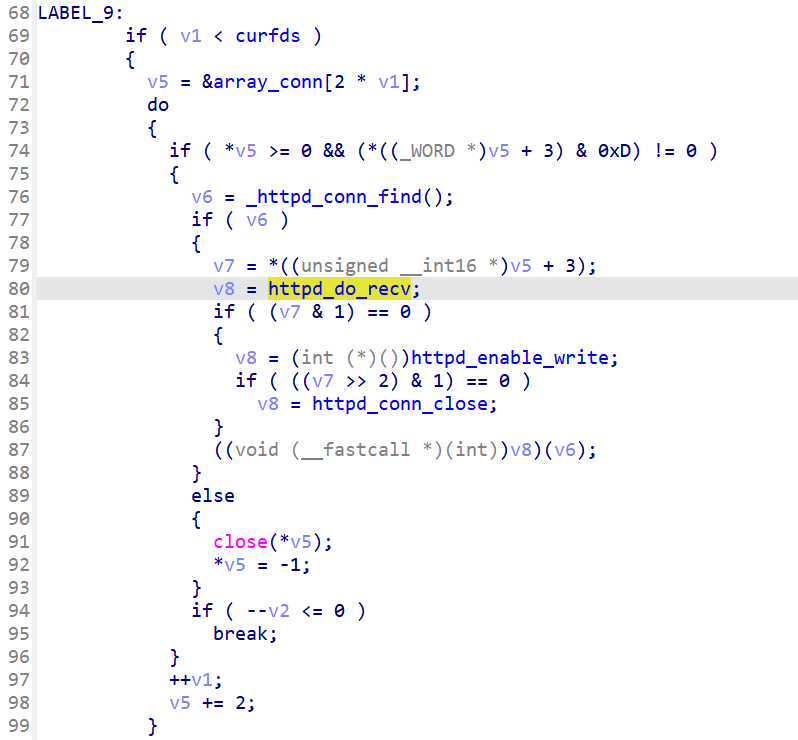 68 LABEL_9:
69 if ( v1 < curfds )
70 {
71 v5 = &array_conn[2 * v1];
72 do
73 {
74 if ( *v5 >= 0 && (*((_WORD *)v5 + 3) & 0xD) != 0 )
75 {
76 v6 = _httpd_conn_find();
77 if ( v6 )
78 {
79 v7 = *((unsigned __int16 *)v5 + 3);
80 v8 = httpd_do_recv;
81 if ( (v7 & 1) == 0 )
82 {
83 v8 = (int (*)())httpd_enable_write;
84 if ( ((v7 >> 2) & 1) == 0 )
85 v8 = httpd_conn_close;
86 }
87 ((void (__fastcall *)(int))v8)(v6);
88 }
89 else
90 {
91 close(*v5);
92 *v5 = -1;
93 }
94 if ( --v2 <= 0 )
95 break;
96 }
97 ++v1;
98 v5 += 2;
99 }